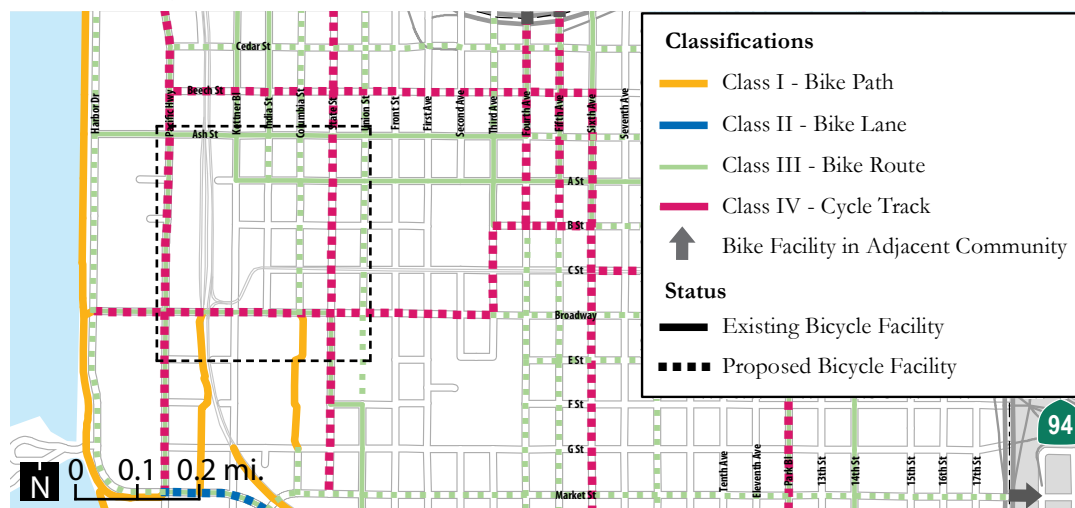 Cedar St
Beech St
Harbor Dr
Pacific Hwy
Kettner Bl
India St
Columbia St
State St
Union St
Front St
First Ave
Second Ave
Third Ave
Fourth Ave
Fifth Ave
Sixth Ave
Seventh Ave
Ash St
A St
B St
C St
Broadway
E St
F St
G St
Market St
Tenth Ave
Eleventh Ave
Park Bl
13th St
14th St
15th St
16th St
17th St
94
N
0 0.1 0.2 mi.
Classifications
Class I - Bike Path
Class II - Bike Lane
Class III - Bike Route
Class IV - Cycle Track
Bike Facility in Adjacent Community
Status
Existing Bicycle Facility
Proposed Bicycle Facility